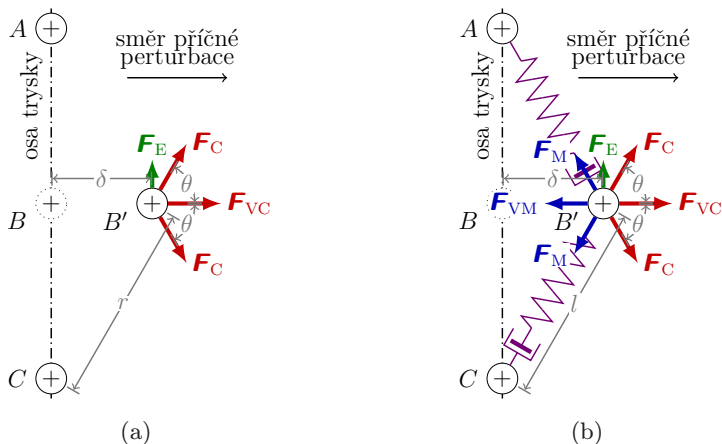 A
směr příčné
perturbace
osa trysky
F_E
F_C
δ
θ
B
B′
F_VC
θ
F_C
r
C
(a)
A
směr příčné
perturbace
osa trysky
F_M
F_E
F_C
δ
θ
B
F_VM
B′
F_VC
θ
F_M
F_C
l
C
(b)